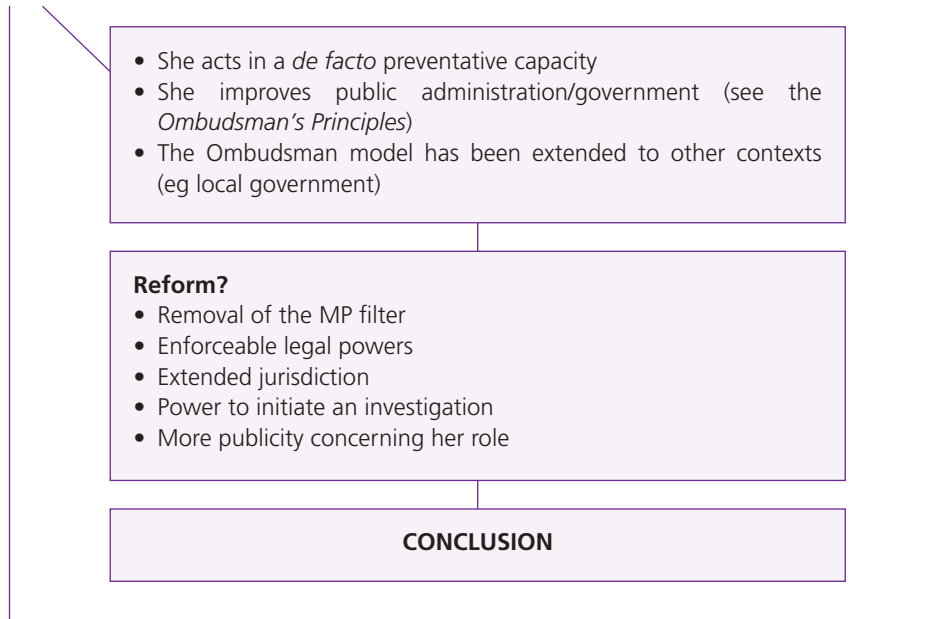 • She acts in a de facto preventative capacity
• She improves public administration/government (see the
Ombudsman's Principles)
• The Ombudsman model has been extended to other contexts
(eg local government)
Reform?
• Removal of the MP filter
• Enforceable legal powers
• Extended jurisdiction
• Power to initiate an investigation
• More publicity concerning her role
CONCLUSION